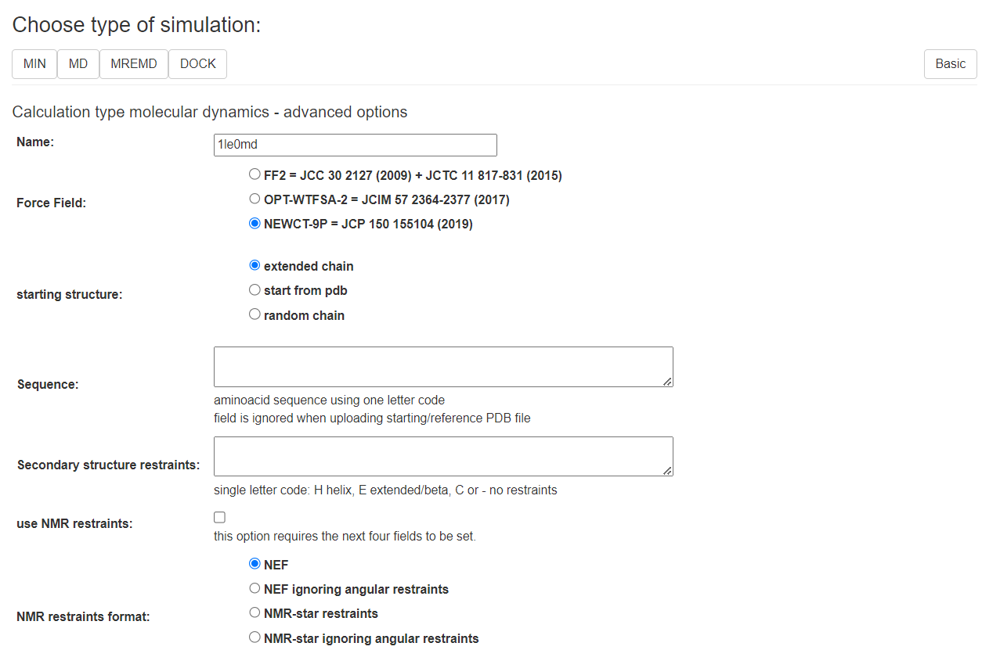 Choose type of simulation:
MIN MD MREMD DOCK Basic
Calculation type molecular dynamics - advanced options
Name: 1le0md
Force Field:
FF2 = JCC 30 2127 (2009) + JCTC 11 817-831 (2015)
OPT-WTFSA-2 = JCIM 57 2364-2377 (2017)
NEWCT-9P = JCP 150 155104 (2019)
starting structure:
extended chain
start from pdb
random chain
Sequence:
aminoacid sequence using one letter code
field is ignored when uploading starting/reference PDB file
Secondary structure restraints:
single letter code: H helix, E extended/beta, C or - no restraints
use NMR restraints:
this option requires the next four fields to be set.
NMR restraints format:
NEF
NEF ignoring angular restraints
NMR-star restraints
NMR-star ignoring angular restraints